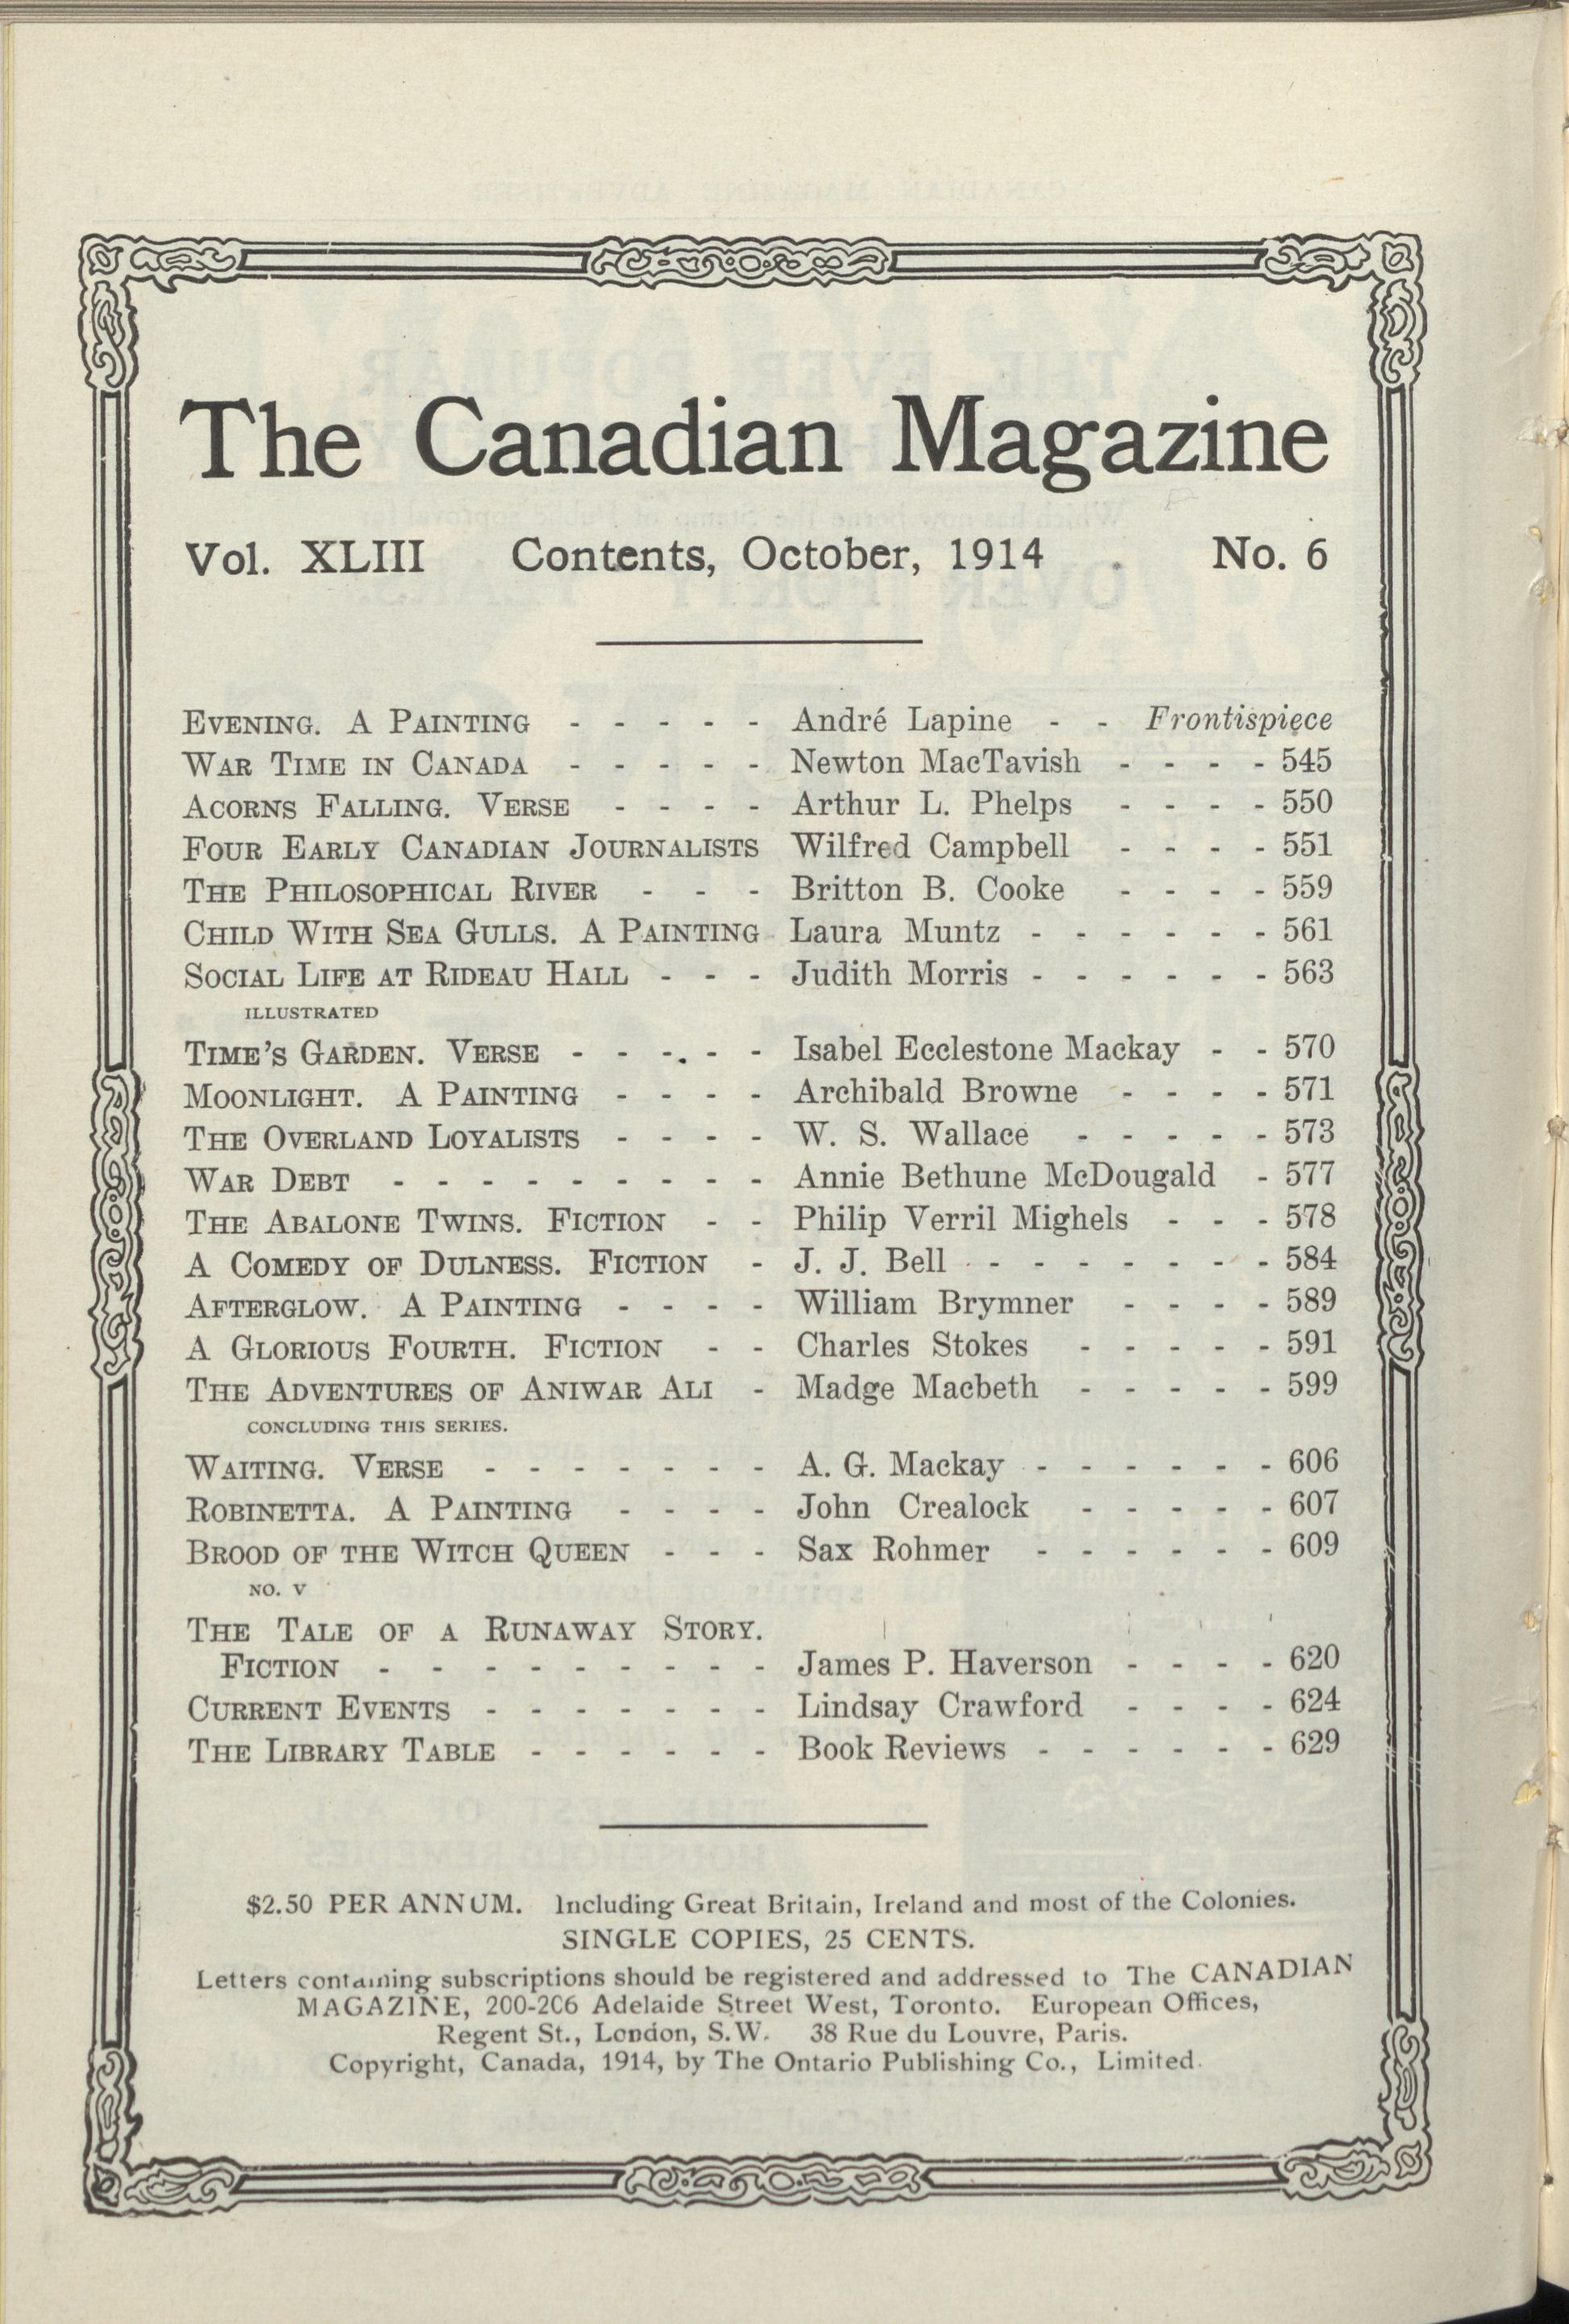 The Canadian Magazine
Vol. XLIII Contents, October, 1914 No. 6
EVENING. A PAINTING - - - - - André Lapine - - Frontispiece
WAR TIME IN CANADA - - - - - Newton MacTavish - - - - 545
ACORNS FALLING. VERSE - - - - Arthur L. Phelps - - - - 550
FOUR EARLY CANADIAN JOURNALISTS Wilfred Campbell - - - - 551
THE PHILOSOPHICAL RIVER - - - Britton B. Cooke - - - - 559
CHILD WITH SEA GULLS. A PAINTING Laura Muntz - - - - - - 561
SOCIAL LIFE AT RIDEAU HALL - - - Judith Morris - - - - - - 563
ILLUSTRATED
TIME'S GARDEN. VERSE - - - - - Isabel Ecclestone Mackay - - 570
MOONLIGHT. A PAINTING - - - - Archibald Browne - - - - 571
THE OVERLAND LOYALISTS - - - - W. S. Wallace - - - - - 573
WAR DEBT - - - - - - - - - Annie Bethune McDougald - 577
THE ABALONE TWINS. FICTION - - Philip Verril Mighels - - - 578
A COMEDY OF DULNESS. FICTION - J. J. Bell - - - - - - - 584
AFTERGLOW. A PAINTING - - - - William Brymner - - - - 589
A GLORIOUS FOURTH. FICTION - - Charles Stokes - - - - - 591
THE ADVENTURES OF ANIWAR ALI - Madge Macbeth - - - - - 599
CONCLUDING THIS SERIES.
WAITING. VERSE - - - - - - - A. G. Mackay - - - - - - 606
ROBINETTA. A PAINTING - - - - John Crealock - - - - - 607
BROOD OF THE WITCH QUEEN - - - Sax Rohmer - - - - - - 609
NO. V
THE TALE OF A RUNAWAY STORY.
FICTION - - - - - - - - - James P. Haverson - - - - 620
CURRENT EVENTS - - - - - - - Lindsay Crawford - - - - 624
THE LIBRARY TABLE - - - - - - Book Reviews - - - - - - 629
$2.50 PER ANNUM. Including Great Britain, Ireland and most of the Colonies.
SINGLE COPIES, 25 CENTS.
Letters containing subscriptions should be registered and addressed to The CANADIAN
MAGAZINE, 200-206 Adelaide Street West, Toronto. European Offices,
Regent St., London, S.W. 38 Rue du Louvre, Paris.
Copyright, Canada, 1914, by The Ontario Publishing Co., Limited.